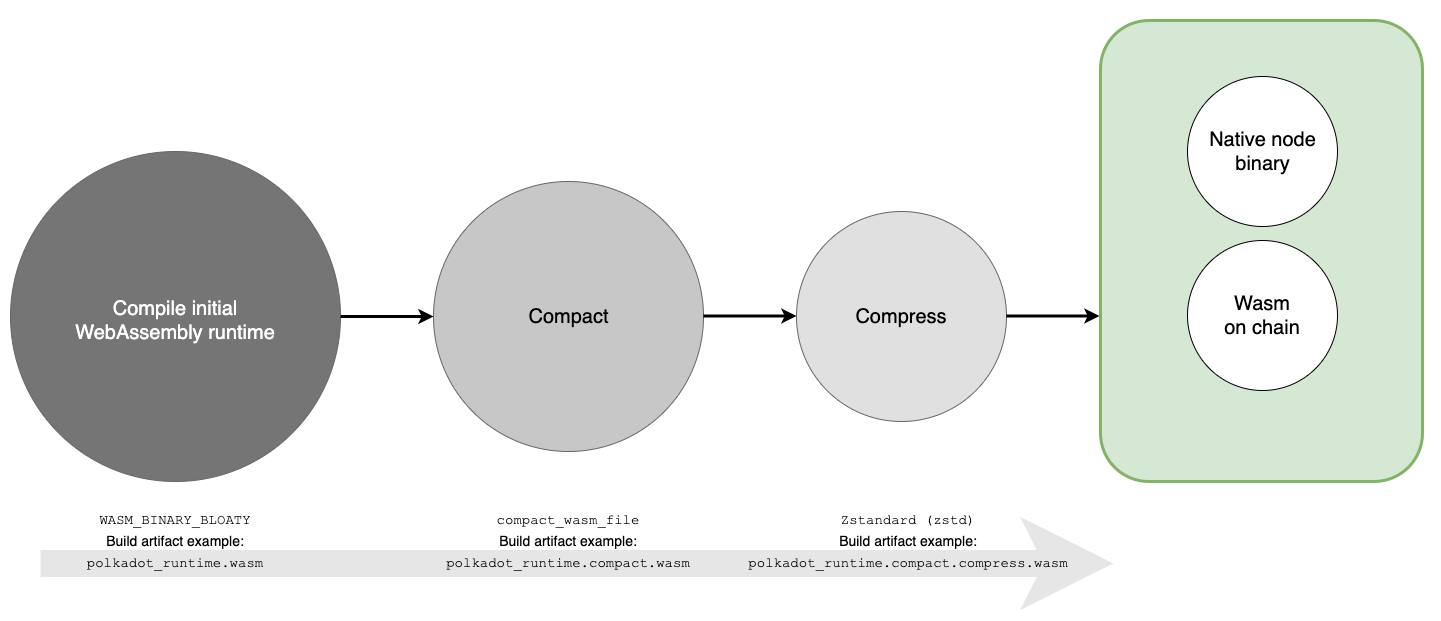 Native node
binary
Compile initial
WebAssembly runtime
Compact
Compress
Wasm
on chain
WASM_BINARY_BLOATY
Build artifact example:
polkadot_runtime.wasm
compact_wasm_file
Build artifact example:
polkadot_runtime.compact.wasm
Zstandard (zstd)
Build artifact example:
polkadot_runtime.compact.compress.wasm